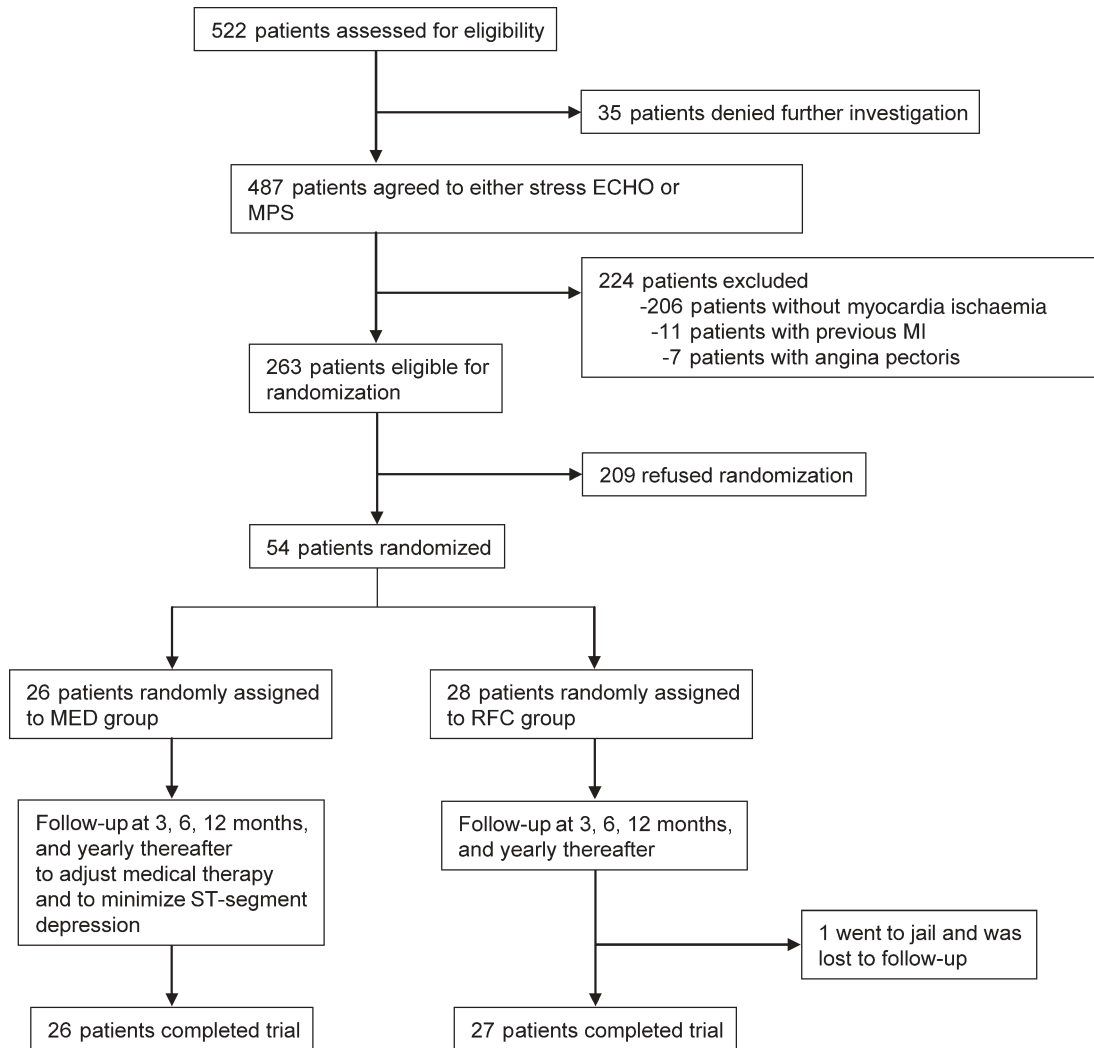 522 patients assessed for eligibility
35 patients denied further investigation
487 patients agreed to either stress ECHO or
MPS
224 patients excluded
-206 patients without myocardia ischaemia
-11 patients with previous MI
-7 patients with angina pectoris
263 patients eligible for
randomization
209 refused randomization
54 patients randomized
26 patients randomly assigned
to MED group
28 patients randomly assigned
to RFC group
Follow-up at 3, 6, 12 months,
and yearly thereafter
to adjust medical therapy
and to minimize ST-segment
depression
Follow-up at 3, 6, 12 months,
and yearly thereafter
1 went to jail and was
lost to follow-up
26 patients completed trial
27 patients completed trial